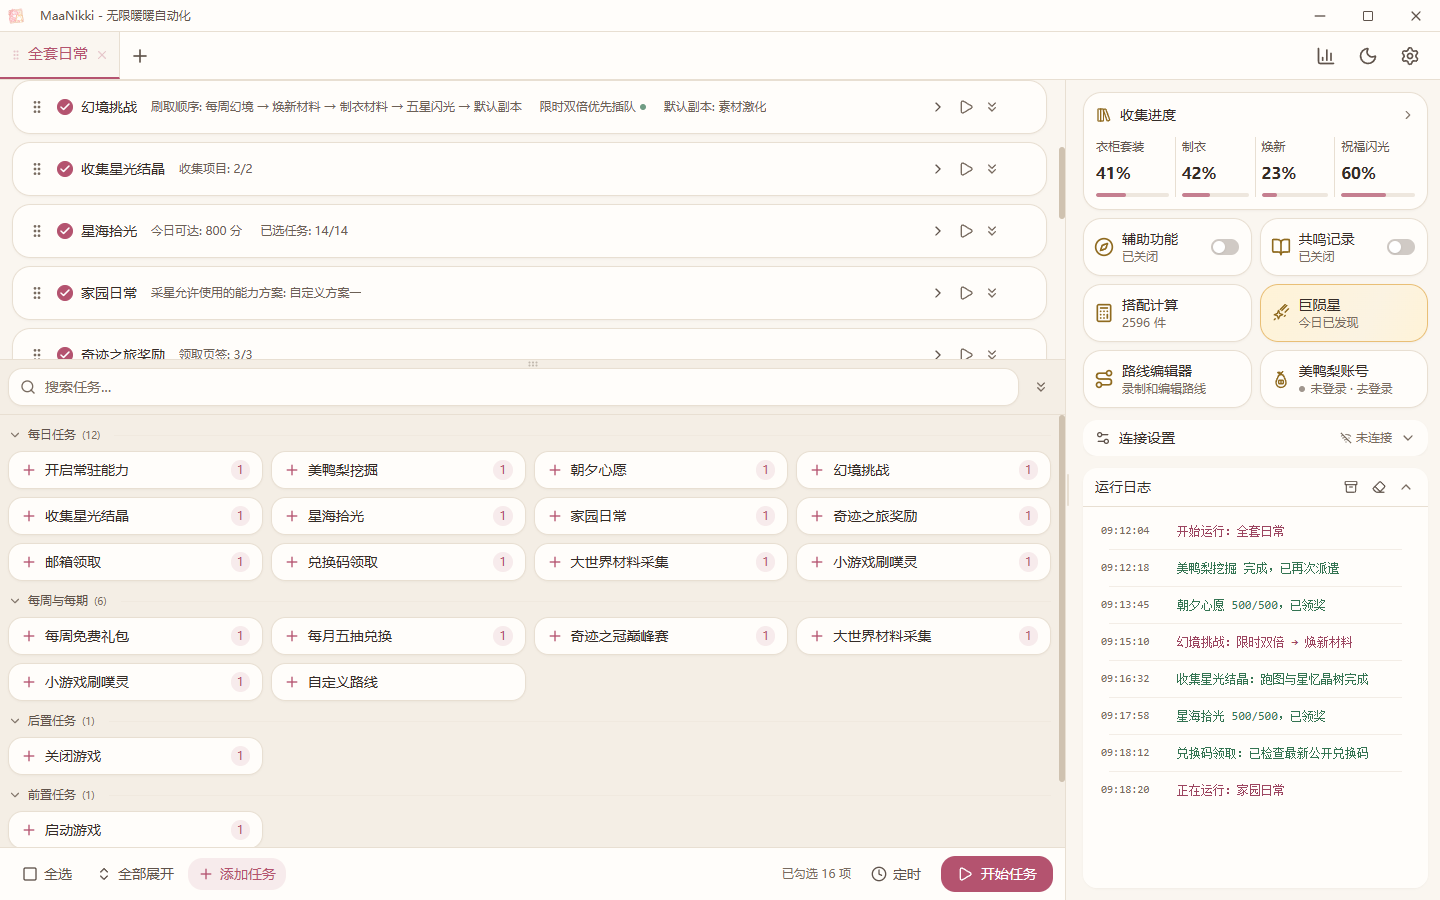 MaaNikki - 无限暖暖自动化
全套日常
幻境挑战 刷取顺序: 每周幻境 → 焕新材料 → 制衣材料 → 五星闪光 → 默认副本 限时双倍优先插队 默认副本: 素材激化
收集星光结晶 收集项目: 2/2
星海拾光 今日可达: 800 分 已选任务: 14/14
家园日常 采星允许使用的能力方案: 自定义方案一
奇迹之旅奖励 领取页签: 3/3
搜索任务...
每日任务 (12)
开启常驻能力 1 美鸭梨挖掘 1 朝夕心愿 1 幻境挑战 1
收集星光结晶 1 星海拾光 1 家园日常 1 奇迹之旅奖励 1
邮箱领取 1 兑换码领取 1 大世界材料采集 1 小游戏刷噗灵 1
每周与每期 (6)
每周免费礼包 1 每月五抽兑换 1 奇迹之冠巅峰赛 1 大世界材料采集 1
小游戏刷噗灵 1 自定义路线
后置任务 (1)
关闭游戏 1
前置任务 (1)
启动游戏 1
全选 全部展开 添加任务 已勾选 16 项 定时 开始任务
收集进度
衣柜套装 制衣 焕新 祝福闪光
41% 42% 23% 60%
辅助功能 共鸣记录
已关闭 已关闭
搭配计算 巨陨星
2596 件 今日已发现
路线编辑器 美鸭梨账号
录制和编辑路线 未登录 · 去登录
连接设置 未连接
运行日志
09:12:04 开始运行: 全套日常
09:12:18 美鸭梨挖掘 完成，已再次派遣
09:13:45 朝夕心愿 500/500，已领奖
09:15:10 幻境挑战: 限时双倍 → 焕新材料
09:16:32 收集星光结晶: 跑图与星忆晶树完成
09:17:58 星海拾光 500/500，已领奖
09:18:12 兑换码领取: 已检查最新公开兑换码
09:18:20 正在运行: 家园日常